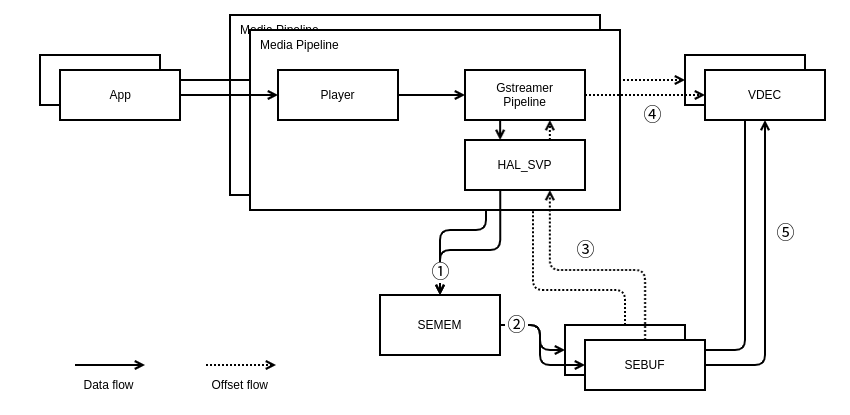 Media Pipeline
Media Pipeline
App
Player
Gstreamer
Pipeline
VDEC
④
HAL_SVP
⑤
③
①
SEMEM
②
SEBUF
Data flow
Offset flow